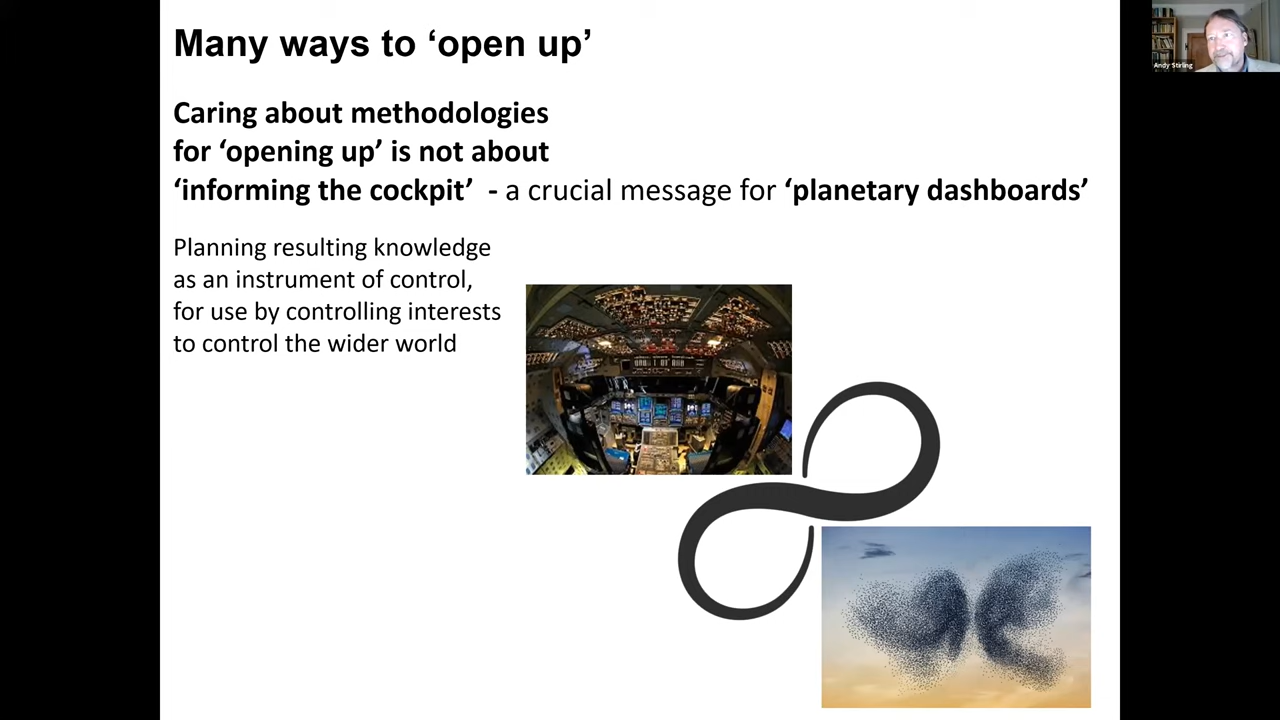 Many ways to ‘open up’
Caring about methodologies
for ‘opening up’ is not about
‘informing the cockpit’ - a crucial message for ‘planetary dashboards’
Planning resulting knowledge
as an instrument of control,
for use by controlling interests
to control the wider world
Andy Stirling